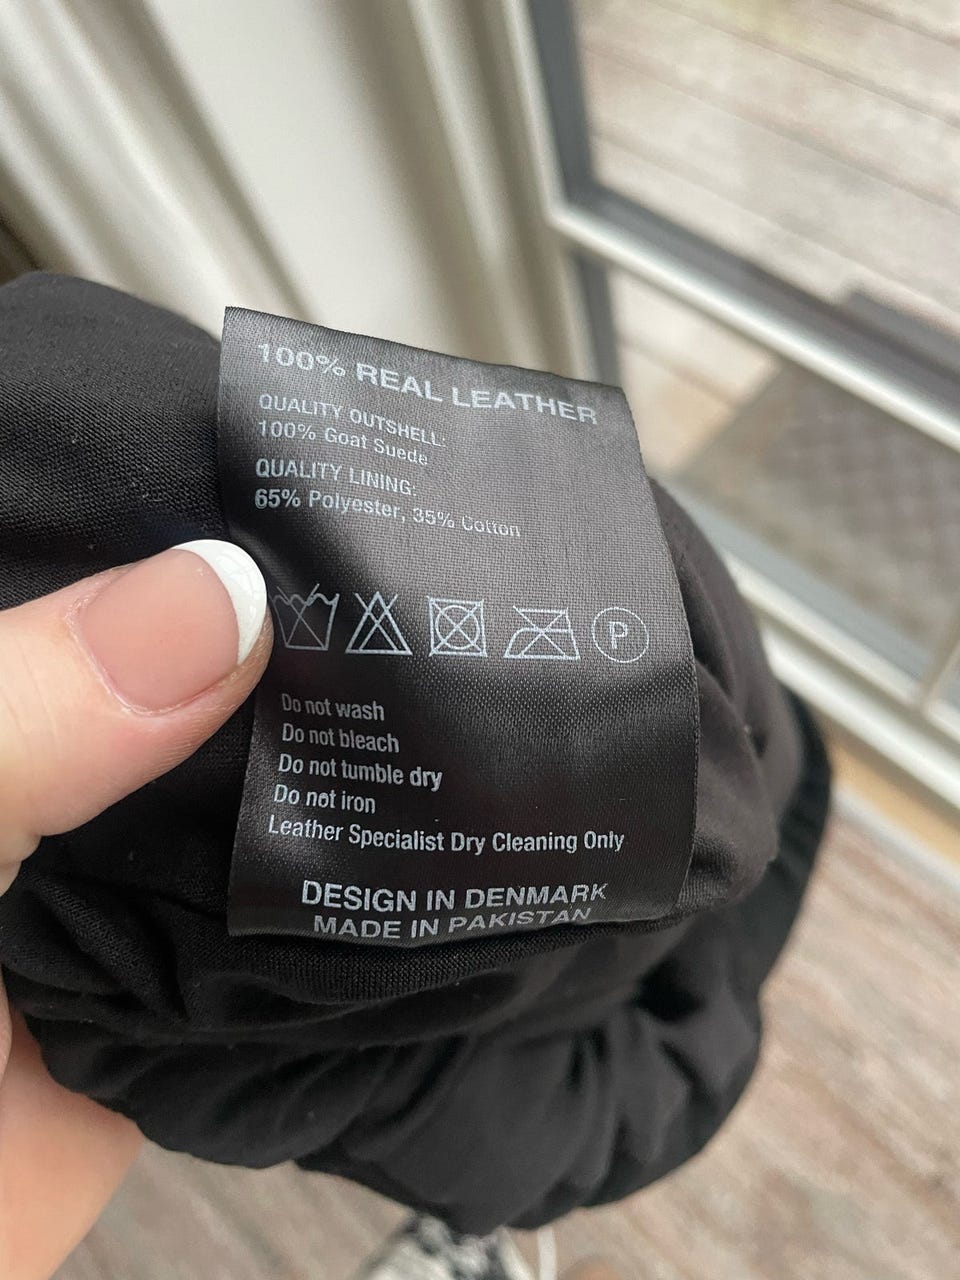 100% REAL LEATHER
QUALITY OUTSHELL:
100% Goat Suede
QUALITY LINING:
65% Polyester, 35% Cotton
P
Do not wash
Do not bleach
Do not tumble dry
Do not iron
Leather Specialist Dry Cleaning Only
DESIGN IN DENMARK
MADE IN PAKISTAN